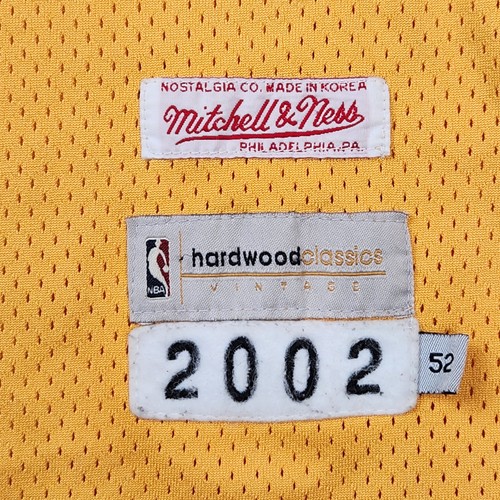 NOSTALGIA CO. MADE IN KOREA
Mitchell & Ness
PHILADELPHIA, PA.
NBA
hardwoodclassics
VINTAGE
2002
52